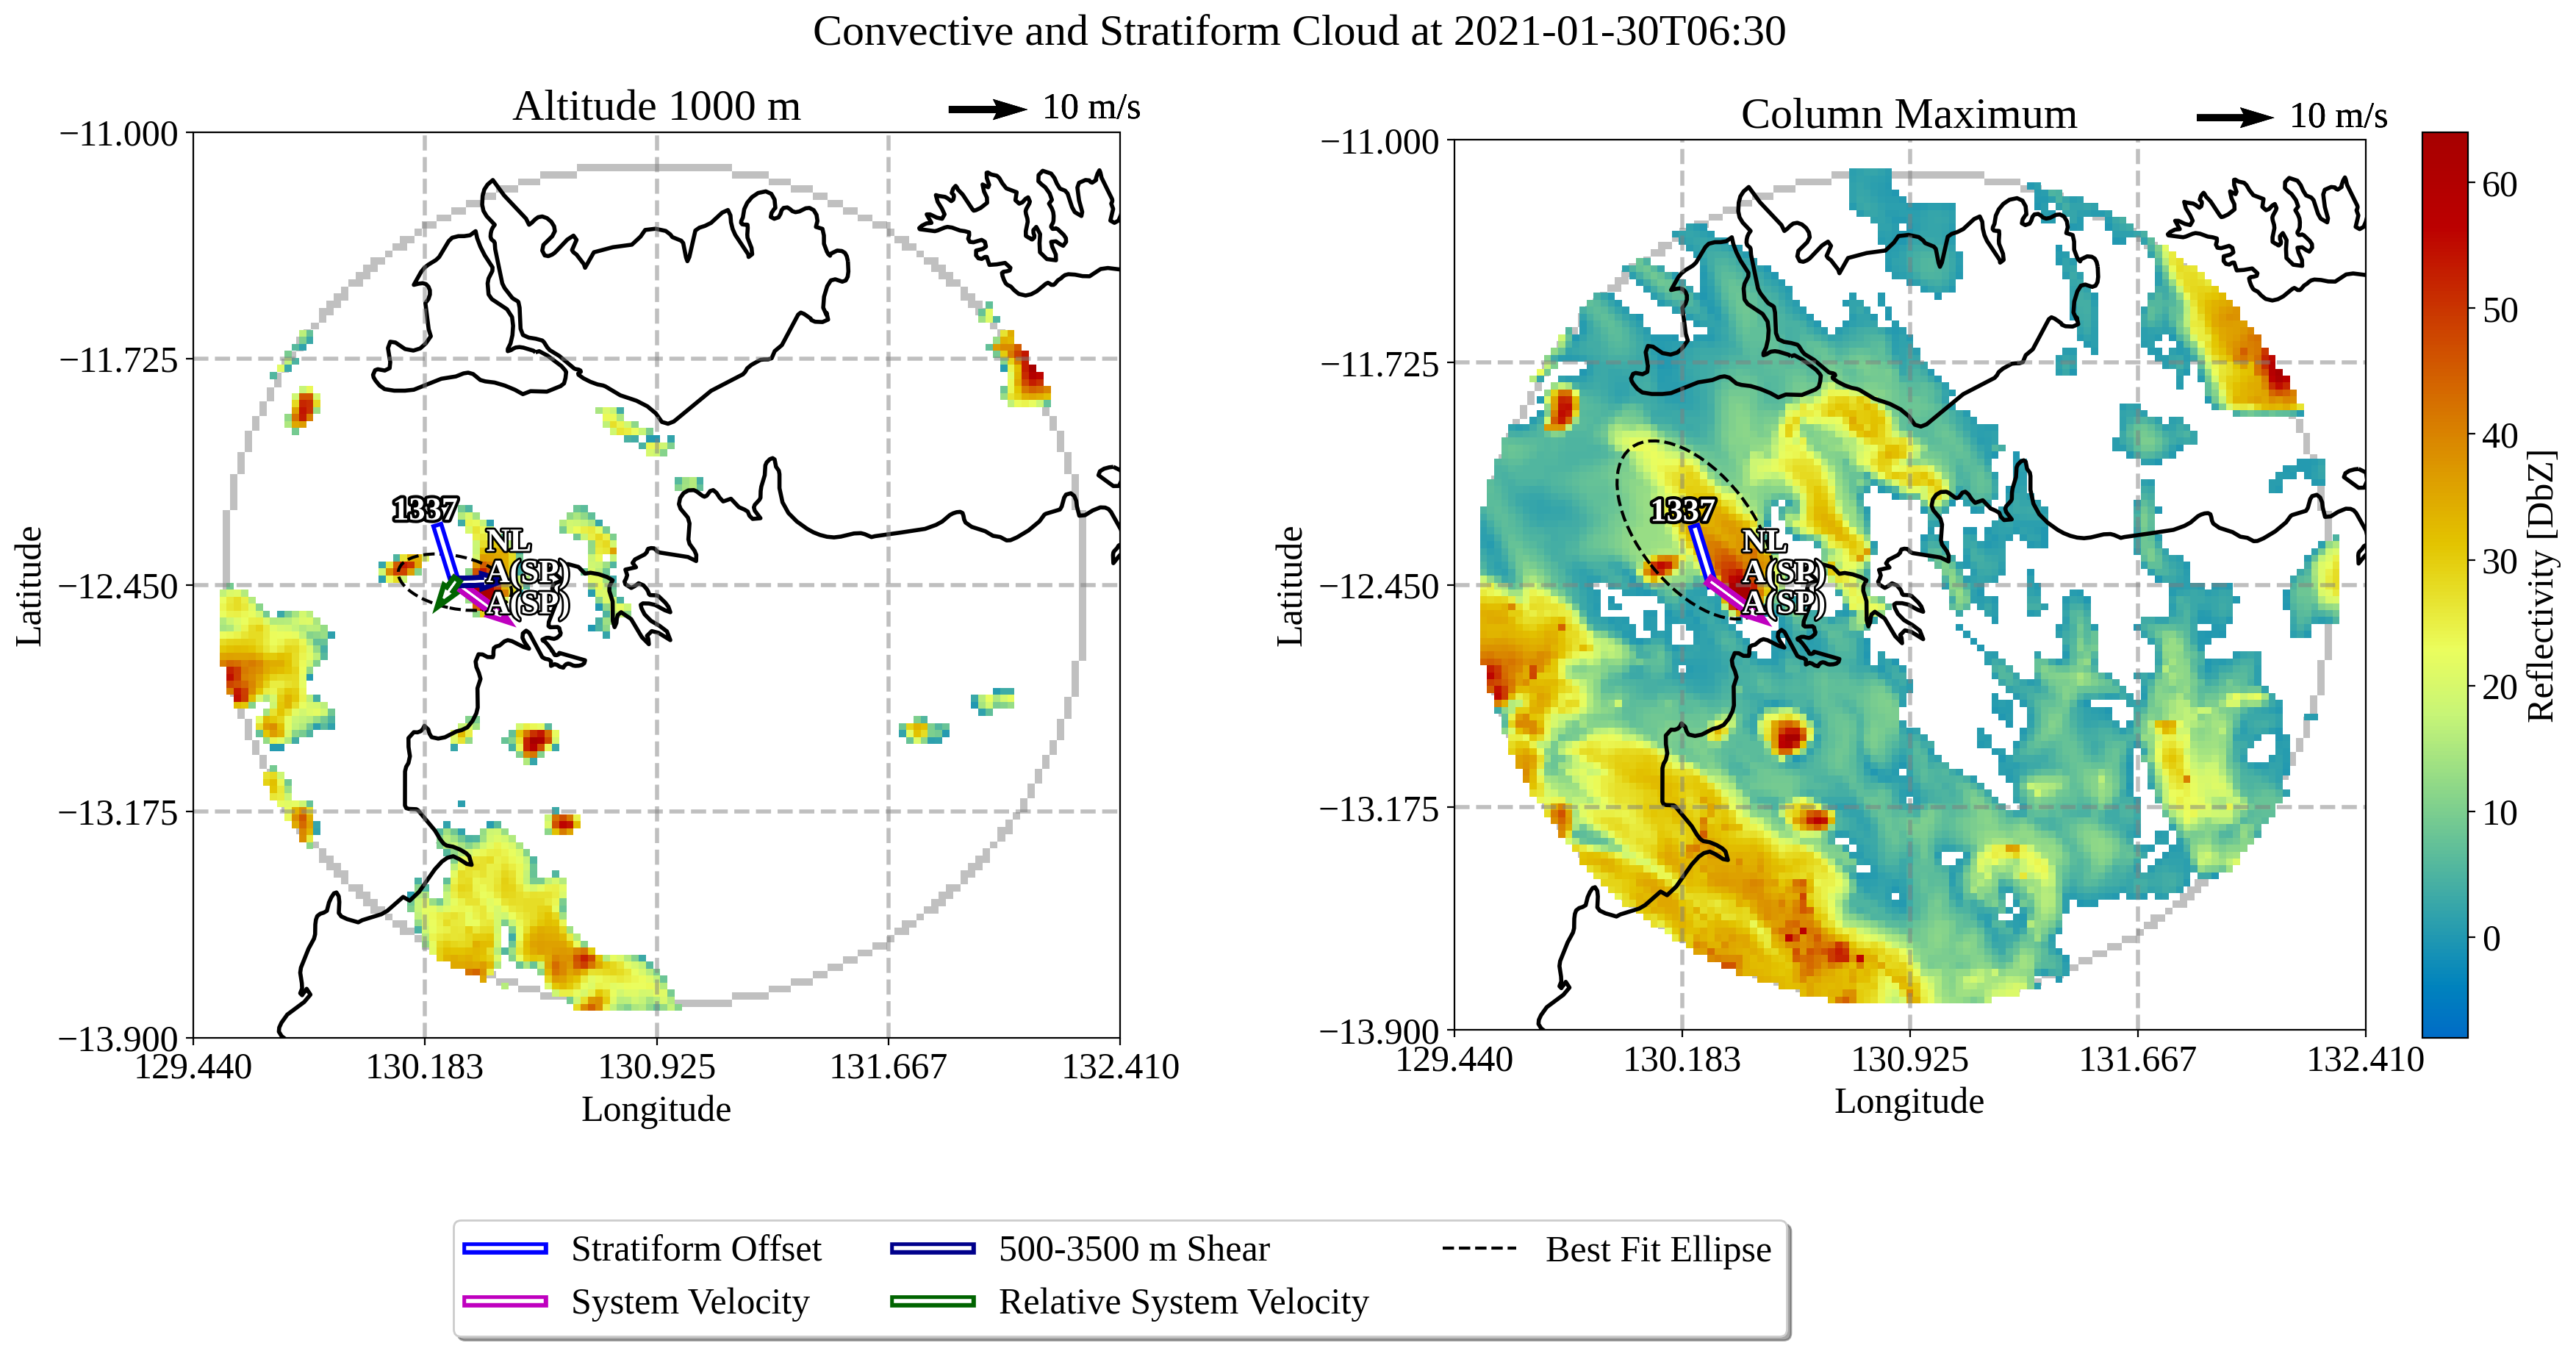 Convective and Stratiform Cloud at 2021-01-30T06:30
Altitude 1000 m
10 m/s
−11.000
−11.725
−12.450
−13.175
−13.900
129.440
130.183
130.925
131.667
132.410
Latitude
Longitude
1337
NL
A(SP)
A(SP)
Column Maximum
10 m/s
−11.000
−11.725
−12.450
−13.175
−13.900
129.440
130.183
130.925
131.667
132.410
Latitude
Longitude
1337
NL
A(SP)
A(SP)
60
50
40
30
20
10
0
Reflectivity [DbZ]
Stratiform Offset
System Velocity
500-3500 m Shear
Relative System Velocity
Best Fit Ellipse